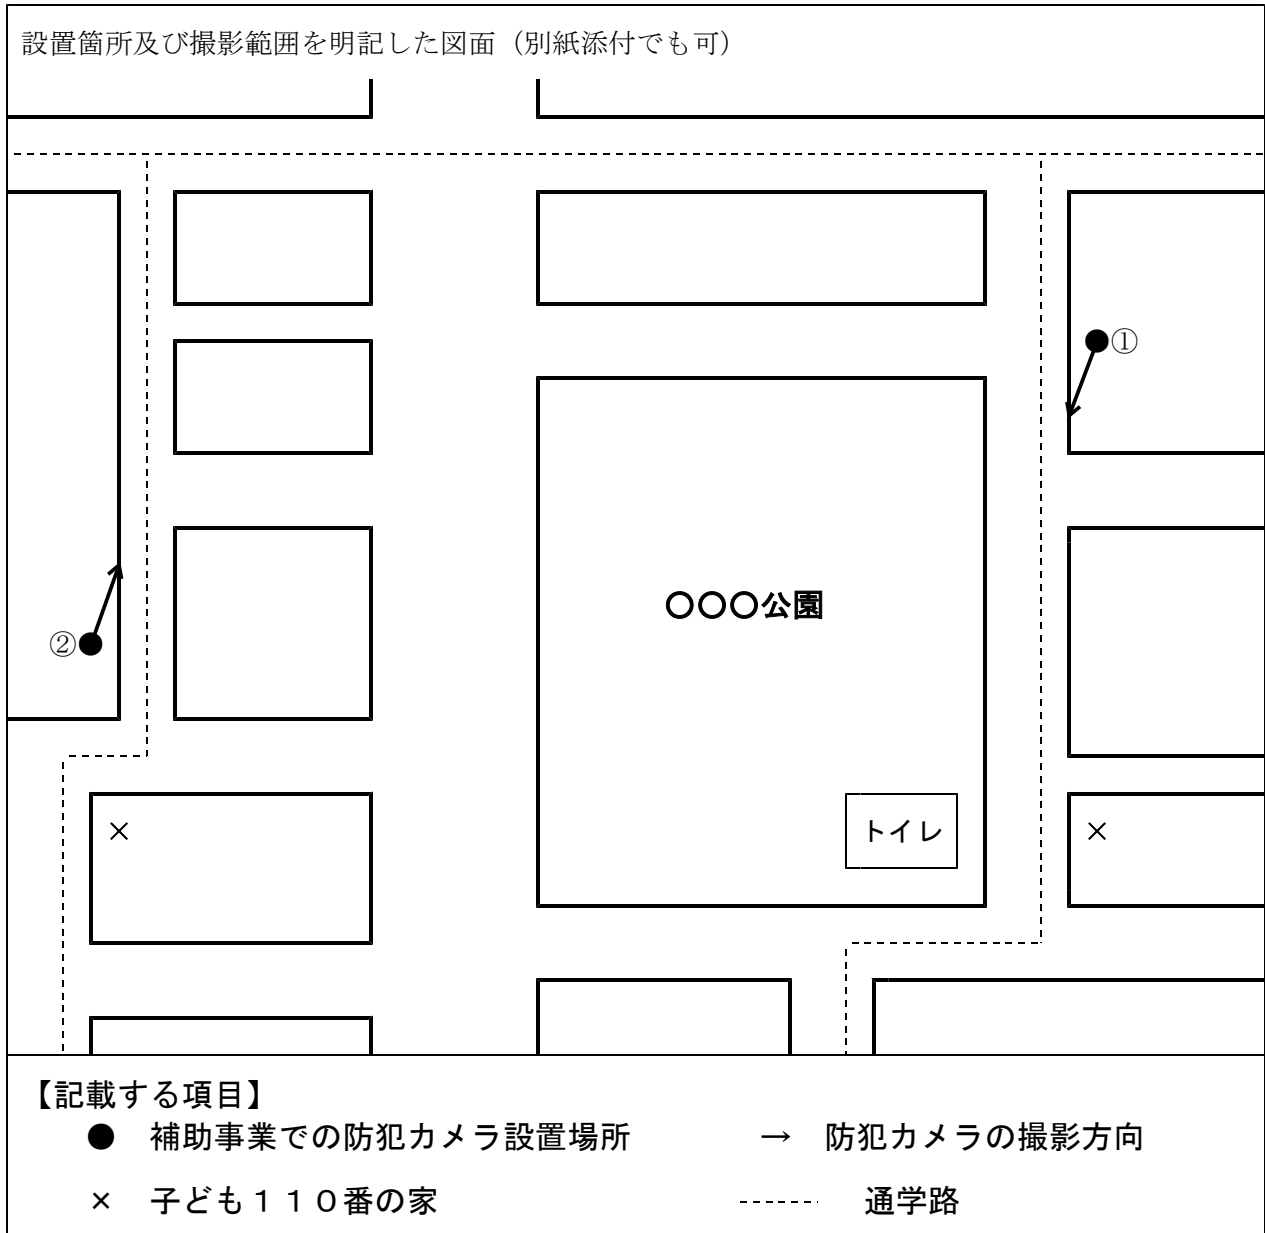 設置箇所及び撮影範囲を明記した図面（別紙添付でも可）
●①
〇〇〇公園
②●
トイレ
×
×
【記載する項目】
● 補助事業での防犯カメラ設置場所 → 防犯カメラの撮影方向
× 子ども１１０番の家 -------- 通学路